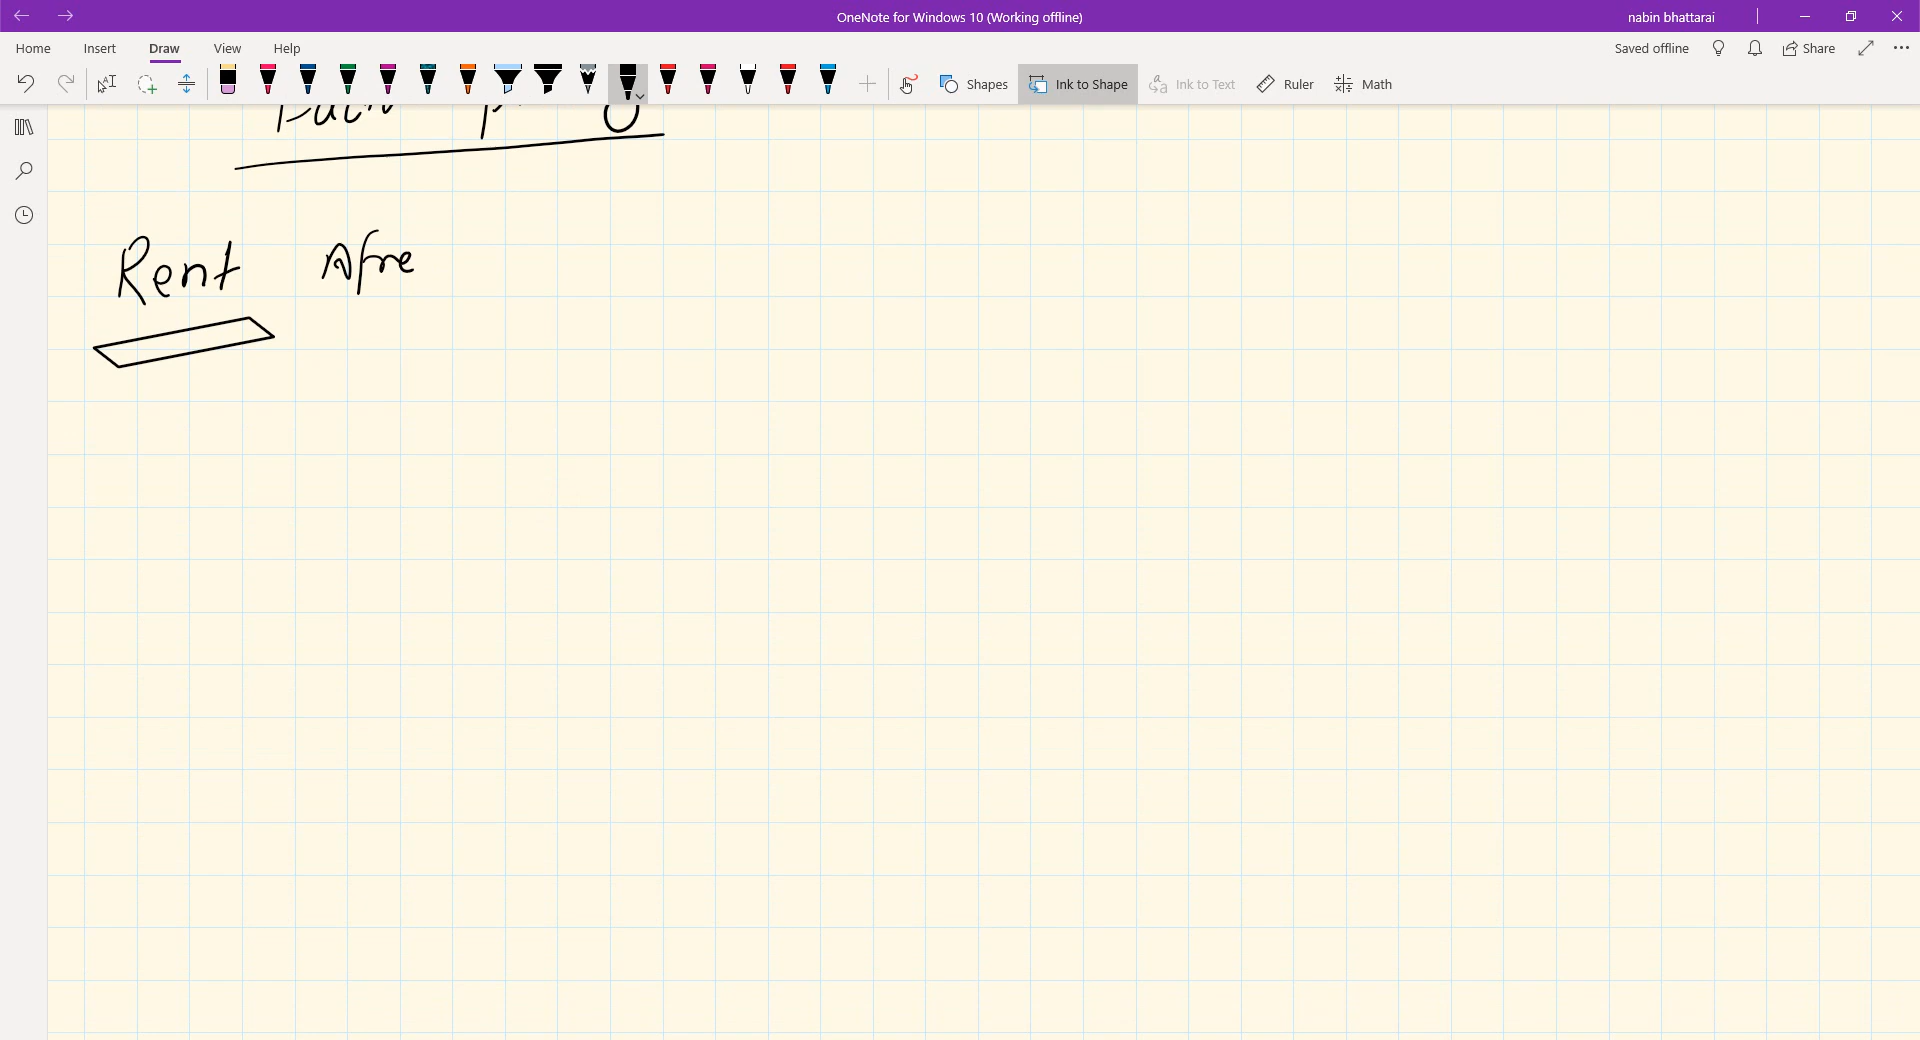 OneNote for Windows 10 (Working offline)
nabin bhattarai
Home Insert Draw View Help
Saved offline
Share
Shapes
Ink to Shape
Ink to Text
Ruler
Math
Rent Afre